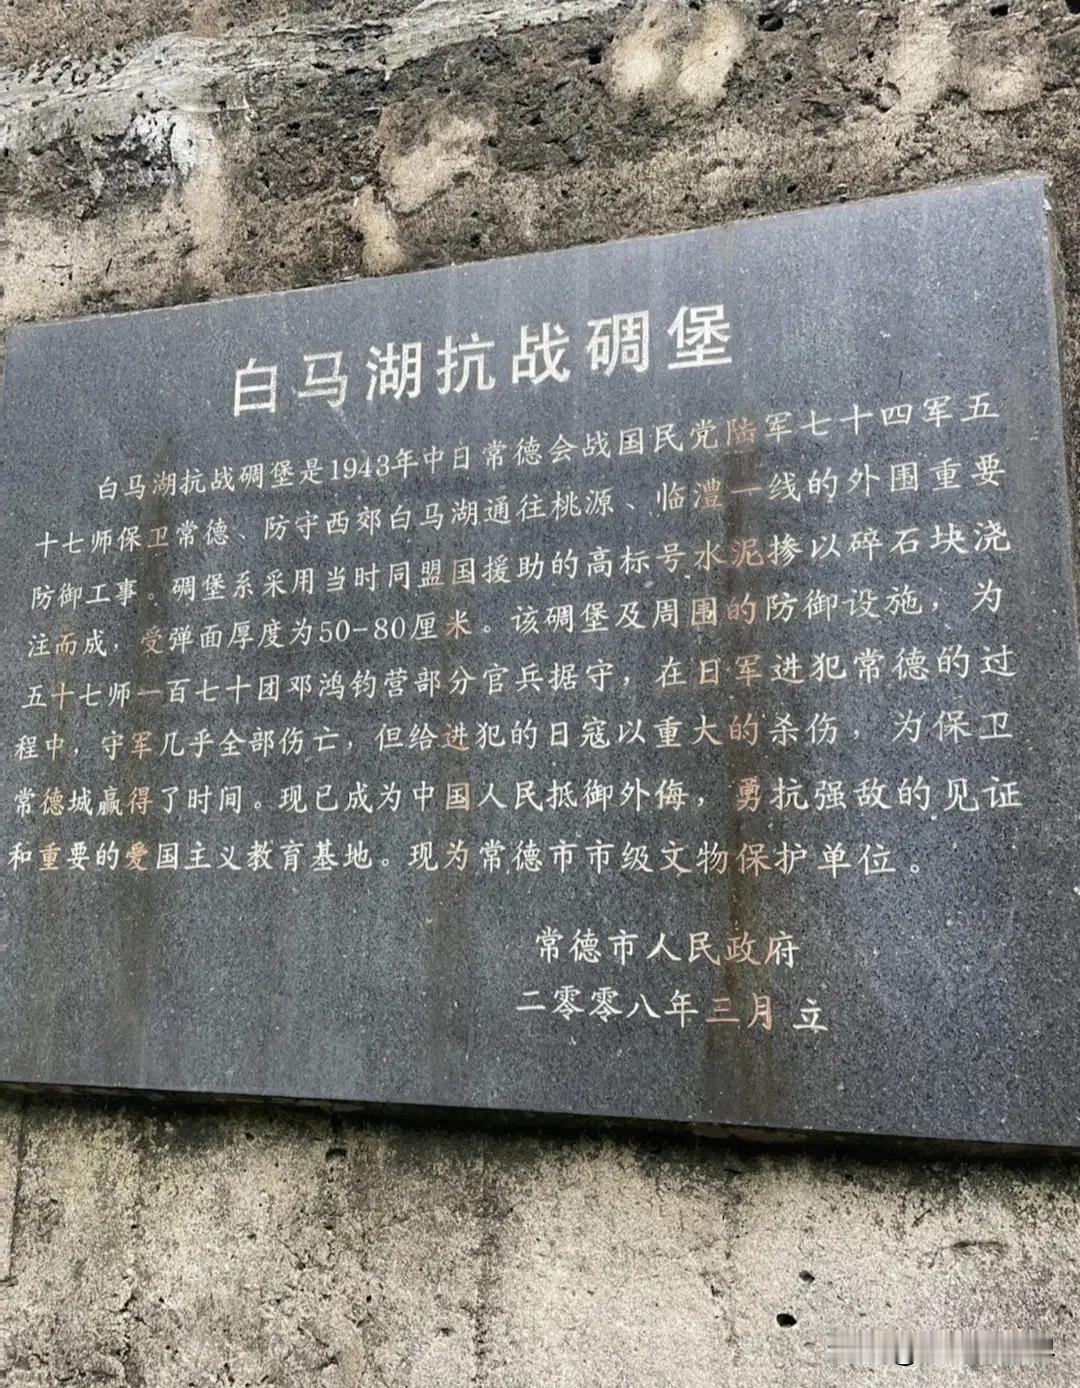 白马湖抗战碉堡
白马湖抗战碉堡是1943年中日常德会战国民党陆军七十四军五
十七师保卫常德、防守西郊白马湖通往桃源、临澧一线的外围重要
防御工事。碉堡系采用当时同盟国援助的高标号水泥掺以碎石块浇
注而成，受弹面厚度为50-80厘米。该碉堡及周围的防御设施，为
五十七师一百七十团邓鸿钧营部分官兵据守，在日军进犯常德的过
程中，守军几乎全部伤亡，但给进犯的日寇以重大的杀伤，为保卫
常德城赢得了时间。现已成为中国人民抵御外侮，勇抗强敌的见证
和重要的爱国主义教育基地。现为常德市市级文物保护单位。
常德市人民政府
二零零八年三月 立